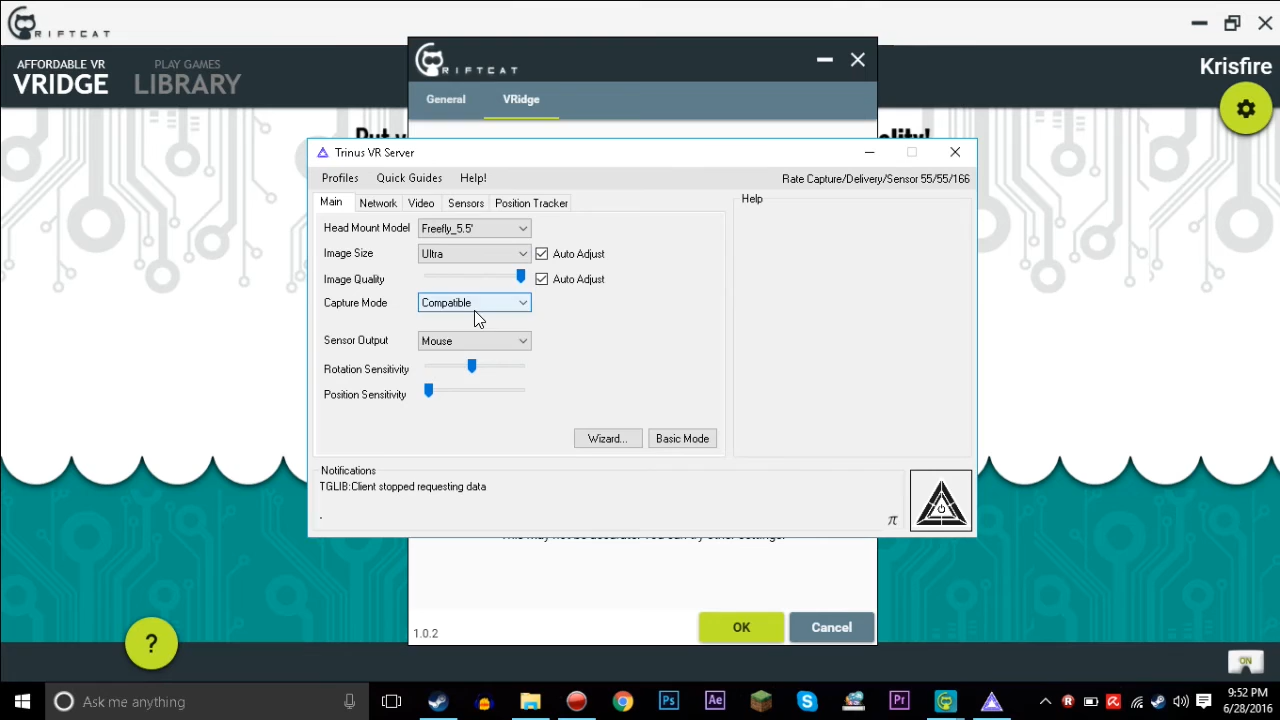 RIFTCAT
AFFORDABLE VR
VRIDGE
PLAY GAMES
LIBRARY
Krisfire
RIFTCAT
General
VRidge
Trinus VR Server
Profiles
Quick Guides
Help!
Rate Capture/Delivery/Sensor 55/55/166
Main
Network
Video
Sensors
Position Tracker
Help
Head Mount Model
Freefly_5.5'
Image Size
Ultra
Auto Adjust
Image Quality
Auto Adjust
Capture Mode
Compatible
Sensor Output
Mouse
Rotation Sensitivity
Position Sensitivity
Wizard...
Basic Mode
Notifications
TGLIB:Client stopped requesting data
.
π
1.0.2
OK
Cancel
?
ON
Ask me anything
Ps
Ae
Pr
9:52 PM
6/28/2016